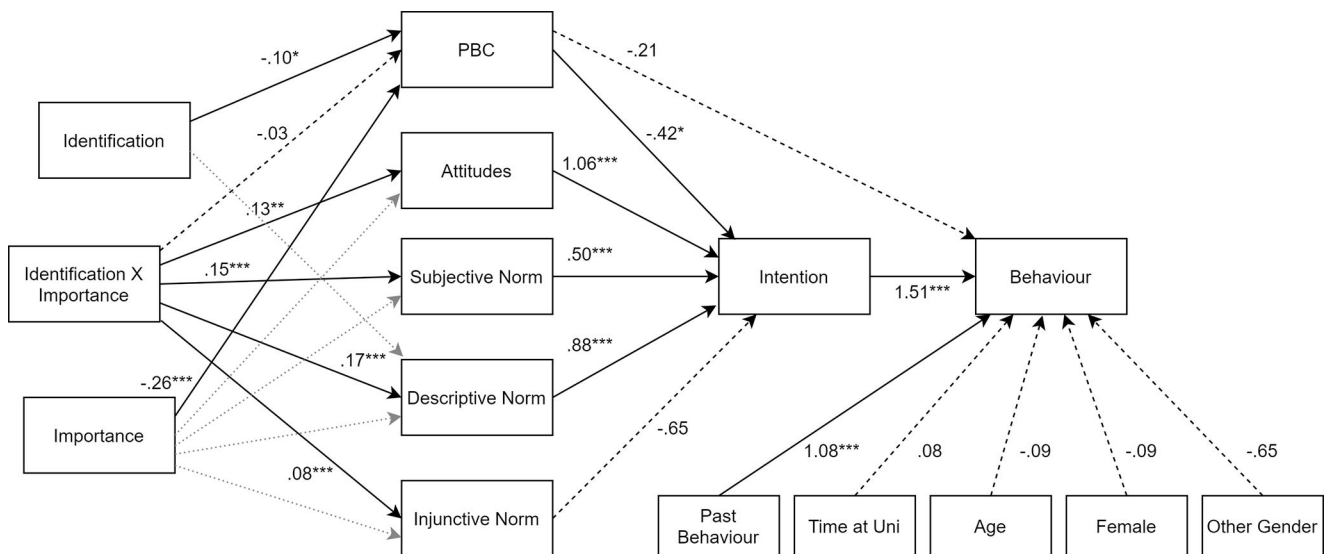 PBC
-.10*
-.21
Identification
-.03
-.42*
Attitudes
1.06***
.13**
Identification X
Importance
.15***
Subjective Norm
.50***
Intention
1.51***
Behaviour
.17***
.88***
-.26***
Descriptive Norm
Importance
-.65
.08***
1.08***
.08
-.09
-.09
-.65
Injunctive Norm
Past
Behaviour
Time at Uni
Age
Female
Other Gender